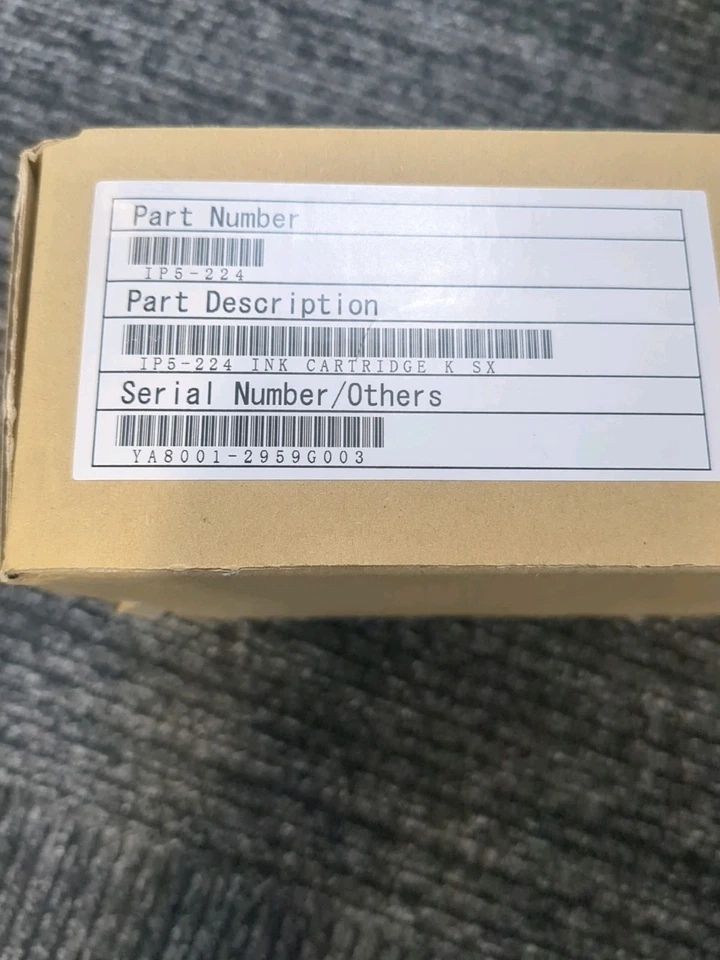 Part Number
IP5-224
Part Description
IP5-224 INK CARTRIDGE K SX
Serial Number/Others
YA8001-2959G003